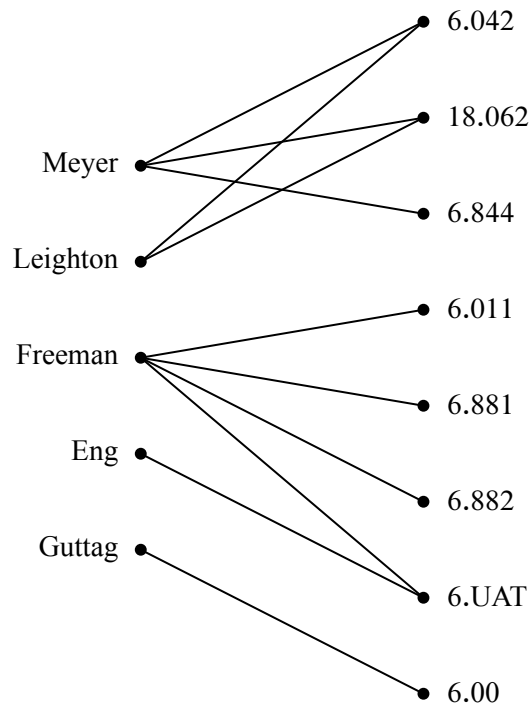 6.042
18.062
Meyer
6.844
Leighton
6.011
Freeman
6.881
Eng
6.882
Guttag
6.UAT
6.00